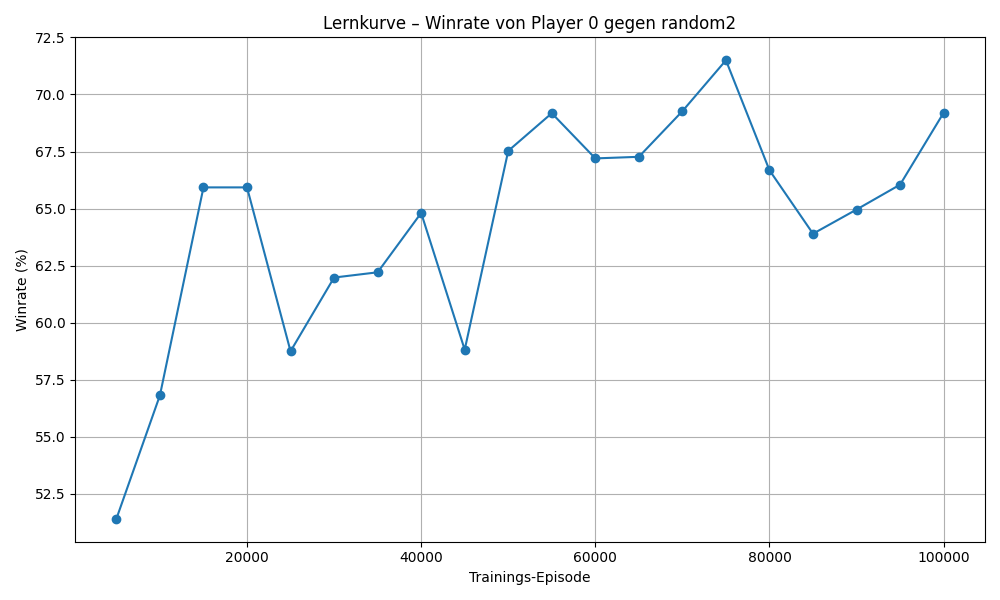 Lernkurve – Winrate von Player 0 gegen random2
72.5
70.0
67.5
65.0
62.5
60.0
57.5
55.0
52.5
Winrate (%)
20000 40000 60000 80000 100000
Trainings-Episode